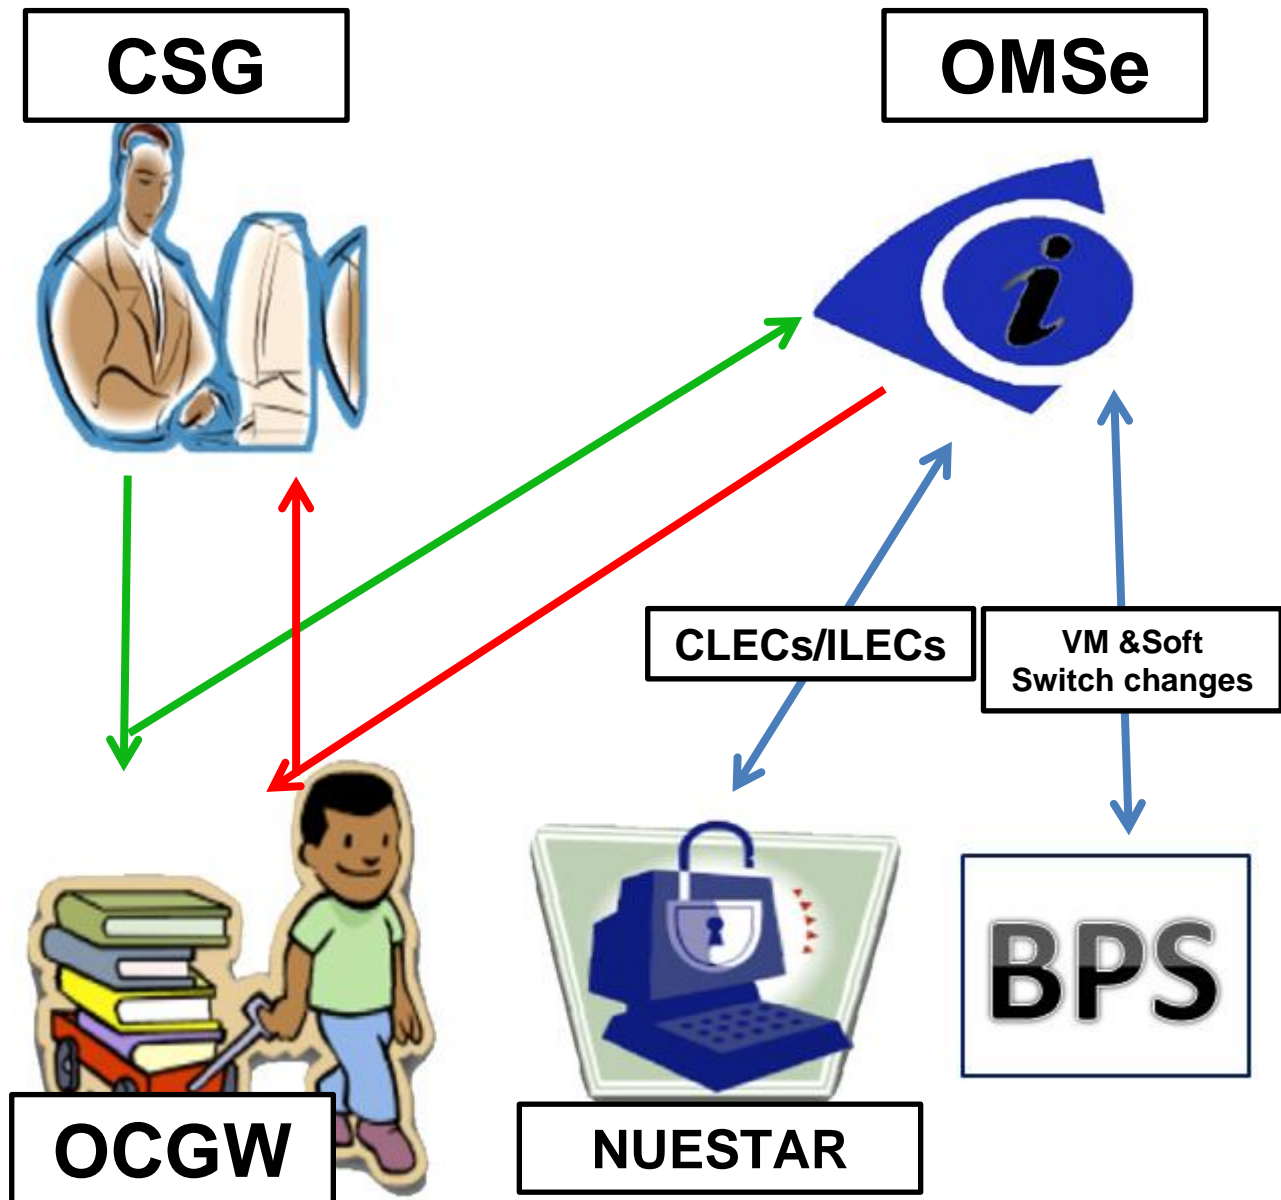 CSG
OMSe
i
CLECs/ILECs
VM &Soft
Switch changes
BPS
OCGW
NUESTAR